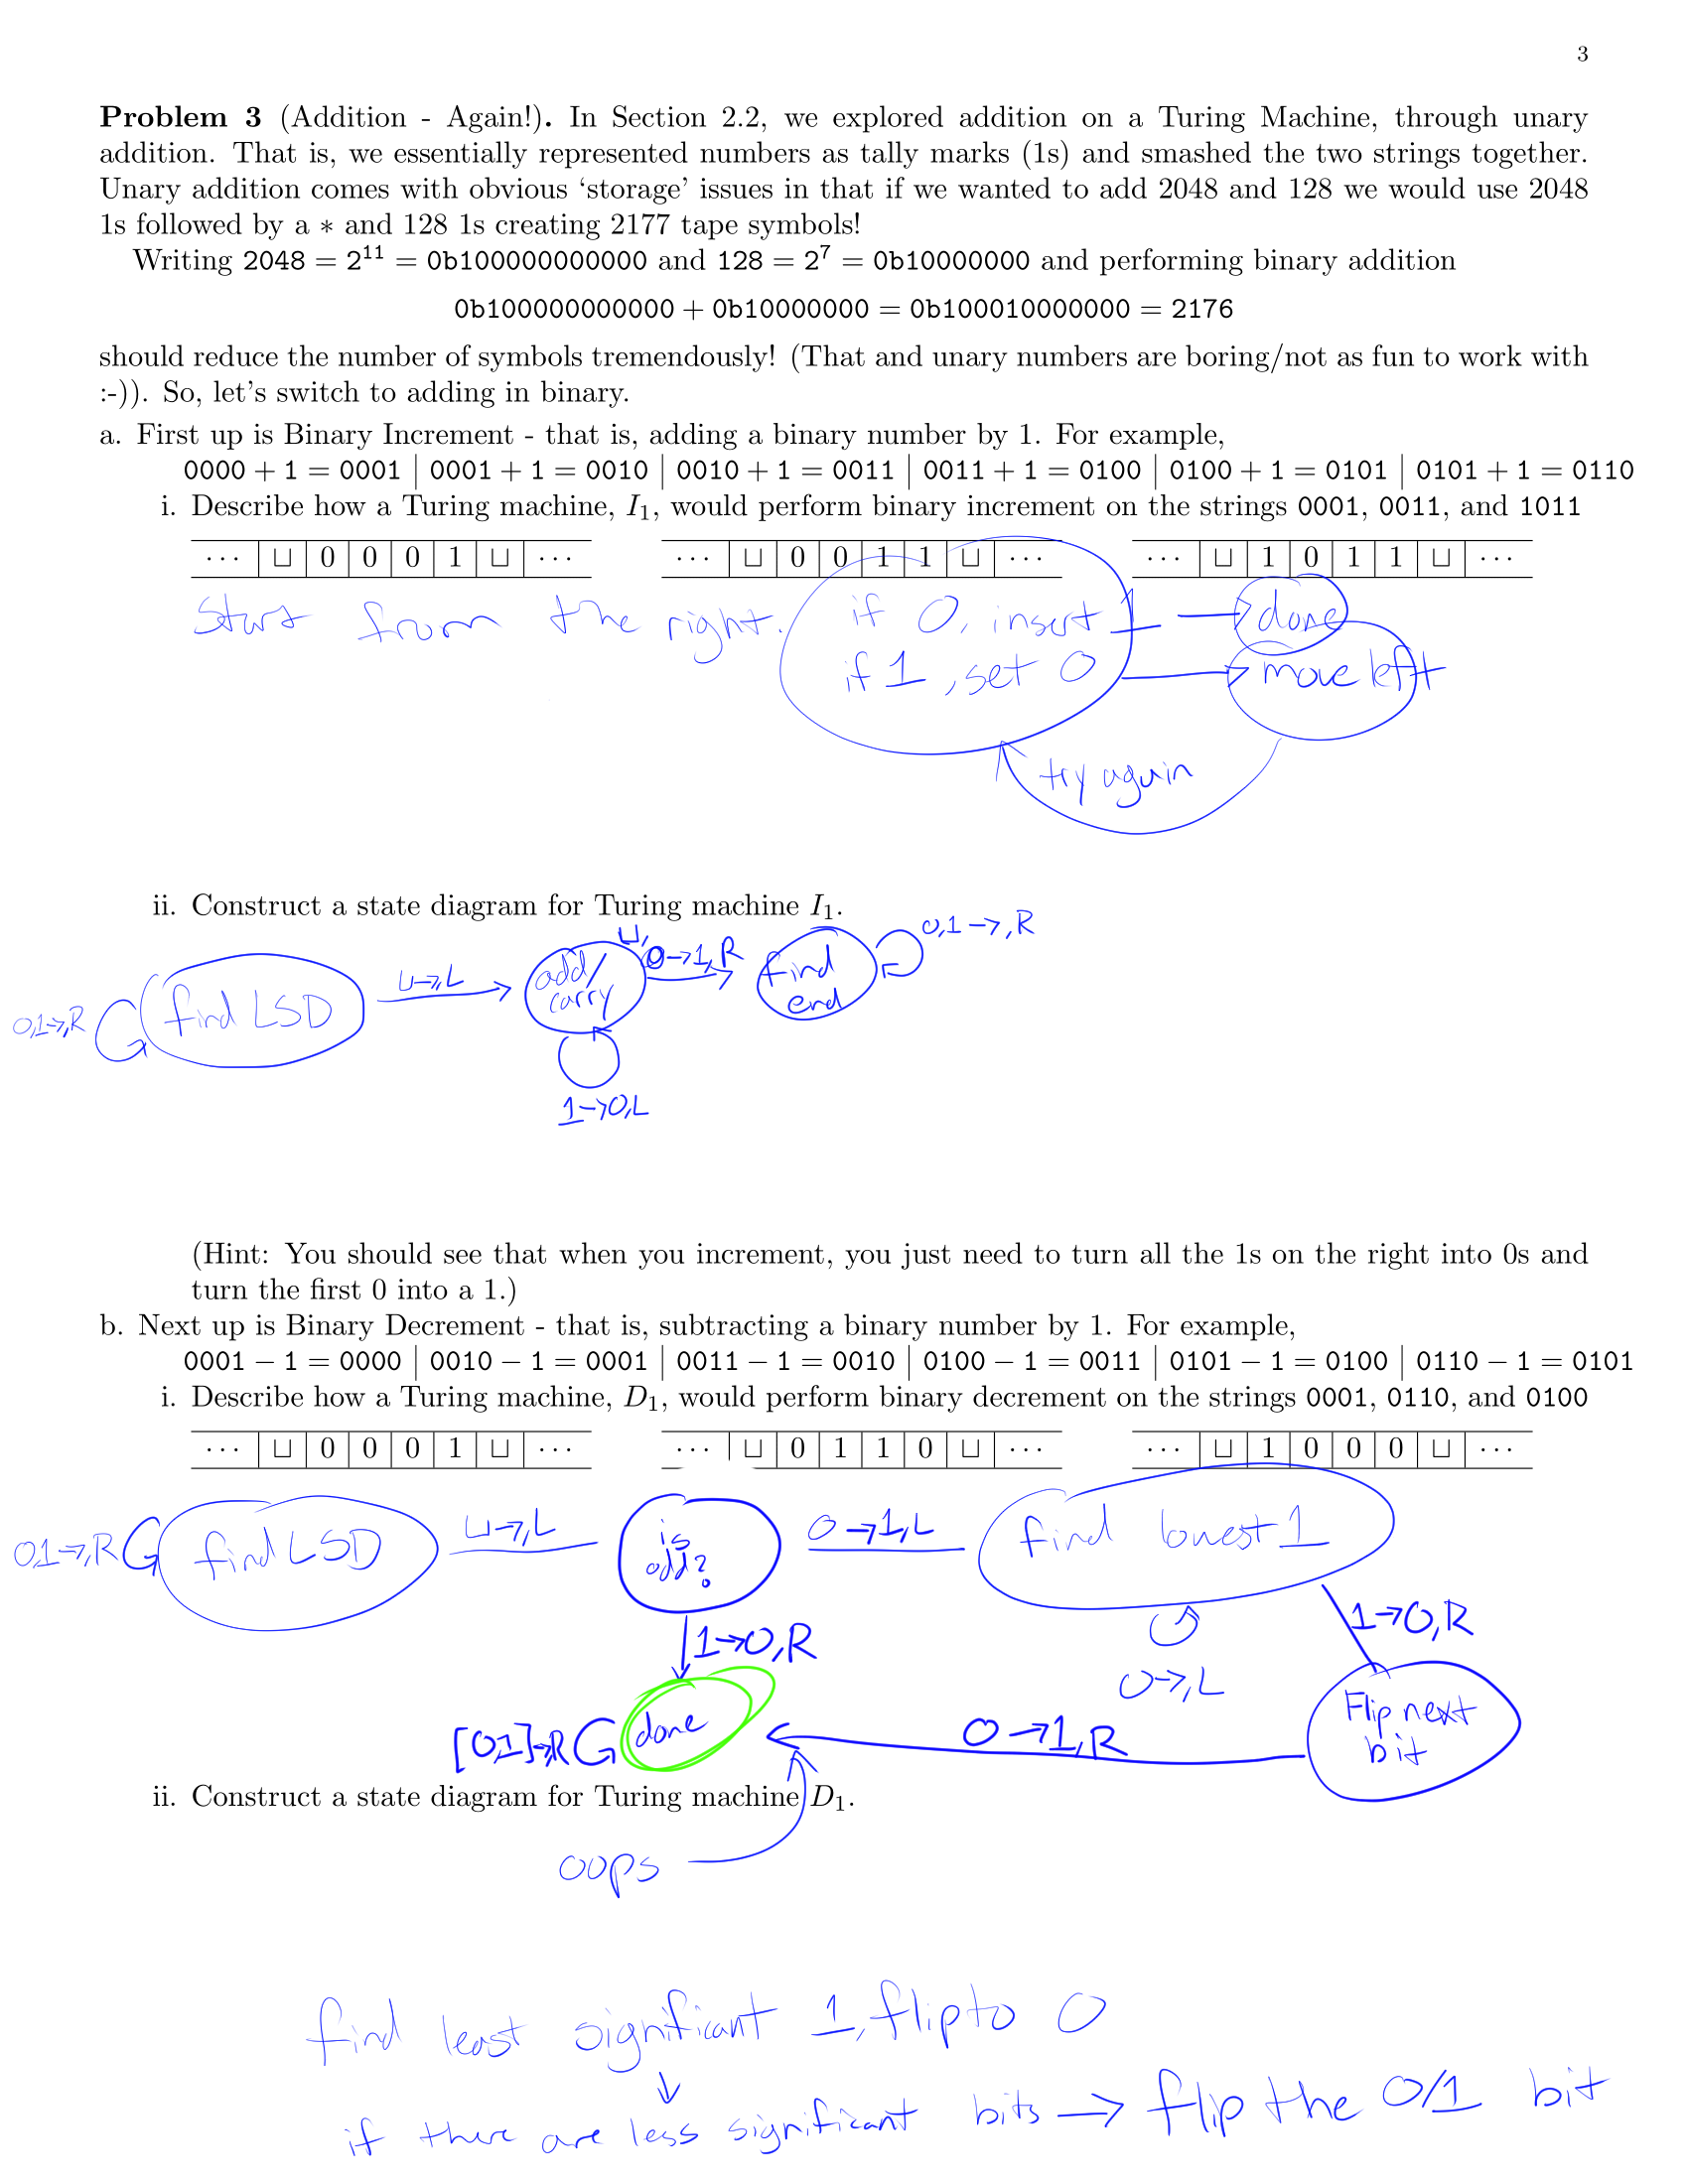 3
Problem 3 (Addition - Again!). In Section 2.2, we explored addition on a Turing Machine, through unary
addition. That is, we essentially represented numbers as tally marks (1s) and smashed the two strings together.
Unary addition comes with obvious ‘storage’ issues in that if we wanted to add 2048 and 128 we would use 2048
1s followed by a ∗ and 128 1s creating 2177 tape symbols!
Writing 2048 = 2¹¹ = 0b100000000000 and 128 = 2⁷ = 0b10000000 and performing binary addition
0b100000000000 + 0b10000000 = 0b100010000000 = 2176
should reduce the number of symbols tremendously! (That and unary numbers are boring/not as fun to work with
:-)). So, let’s switch to adding in binary.
a. First up is Binary Increment - that is, adding a binary number by 1. For example,
0000 + 1 = 0001 | 0001 + 1 = 0010 | 0010 + 1 = 0011 | 0011 + 1 = 0100 | 0100 + 1 = 0101 | 0101 + 1 = 0110
i. Describe how a Turing machine, I₁, would perform binary increment on the strings 0001, 0011, and 1011
··· ⊔ 0 0 0 1 ⊔ ··· ··· ⊔ 0 0 1 1 ⊔ ··· ··· ⊔ 1 0 1 1 ⊔ ···
Start from the right. if 0, insert 1 → done
if 1, set 0 → move left
try again
ii. Construct a state diagram for Turing machine I₁.
0,1→,R find LSD ⊔→,L add/ carry ⊔, 0→1,R find end 0,1→,R
1→0,L
(Hint: You should see that when you increment, you just need to turn all the 1s on the right into 0s and
turn the first 0 into a 1.)
b. Next up is Binary Decrement - that is, subtracting a binary number by 1. For example,
0001 − 1 = 0000 | 0010 − 1 = 0001 | 0011 − 1 = 0010 | 0100 − 1 = 0011 | 0101 − 1 = 0100 | 0110 − 1 = 0101
i. Describe how a Turing machine, D₁, would perform binary decrement on the strings 0001, 0110, and 0100
··· ⊔ 0 0 0 1 ⊔ ··· ··· ⊔ 0 1 1 0 ⊔ ··· ··· ⊔ 1 0 0 0 ⊔ ···
0,1→,R find LSD ⊔→,L is odd? 0→1,L find lowest 1
1→0,R 1→0,R
0→,L
[0,1]→,R done 0→1,R Flip next bit
ii. Construct a state diagram for Turing machine D₁.
oops
find least significant 1, flip to 0
↓
if there are less significant bits → flip the 0/1 bit